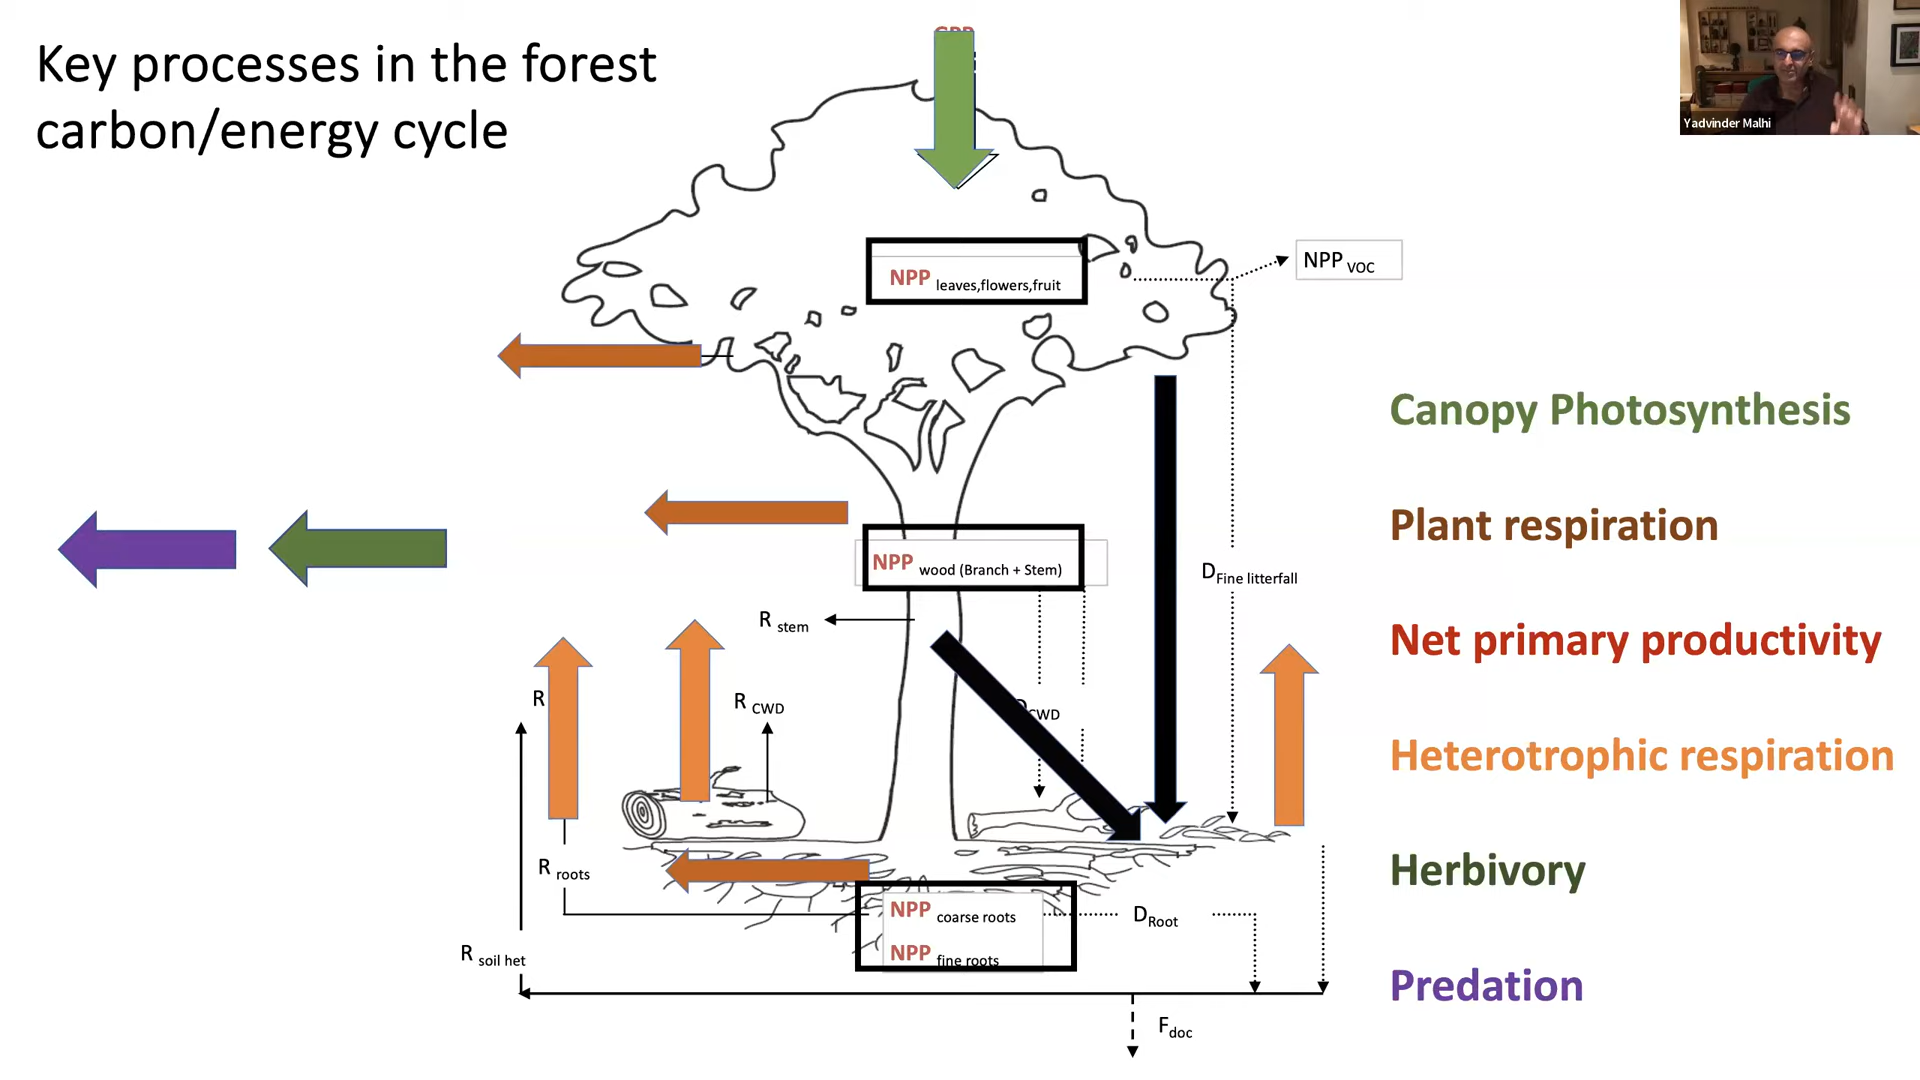 Key processes in the forest
carbon/energy cycle
GPP
Yadvinder Malhi
NPP leaves,flowers,fruit
NPP VOC
Canopy Photosynthesis
Plant respiration
NPP wood (Branch + Stem)
D Fine litterfall
R stem
Net primary productivity
R
R CWD
CWD
Heterotrophic respiration
R roots
Herbivory
NPP coarse roots
D Root
NPP fine roots
R soil het
Predation
F doc